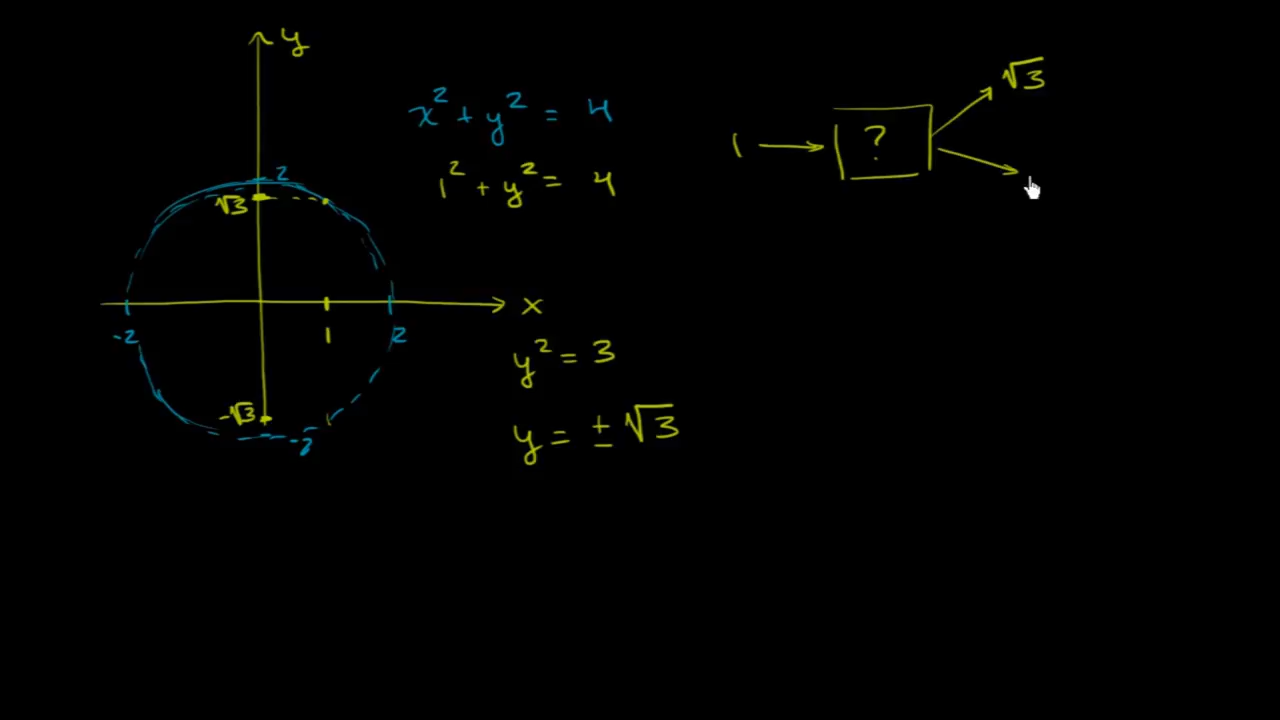 y
x² + y² = 4
1² + y² = 4
2
√3
-2
1
2
x
-√3
-2
y² = 3
y = ± √3
1 → ? √3